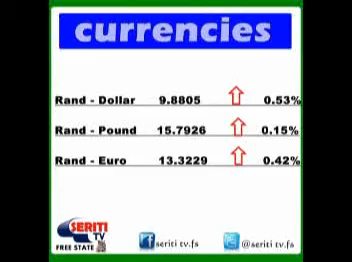 currencies
Rand - Dollar 9.8805 0.53%
Rand - Pound 15.7926 0.15%
Rand - Euro 13.3229 0.42%
SERITI
TV
FREE STATE
seriti tv.fs
@seriti tv.fs